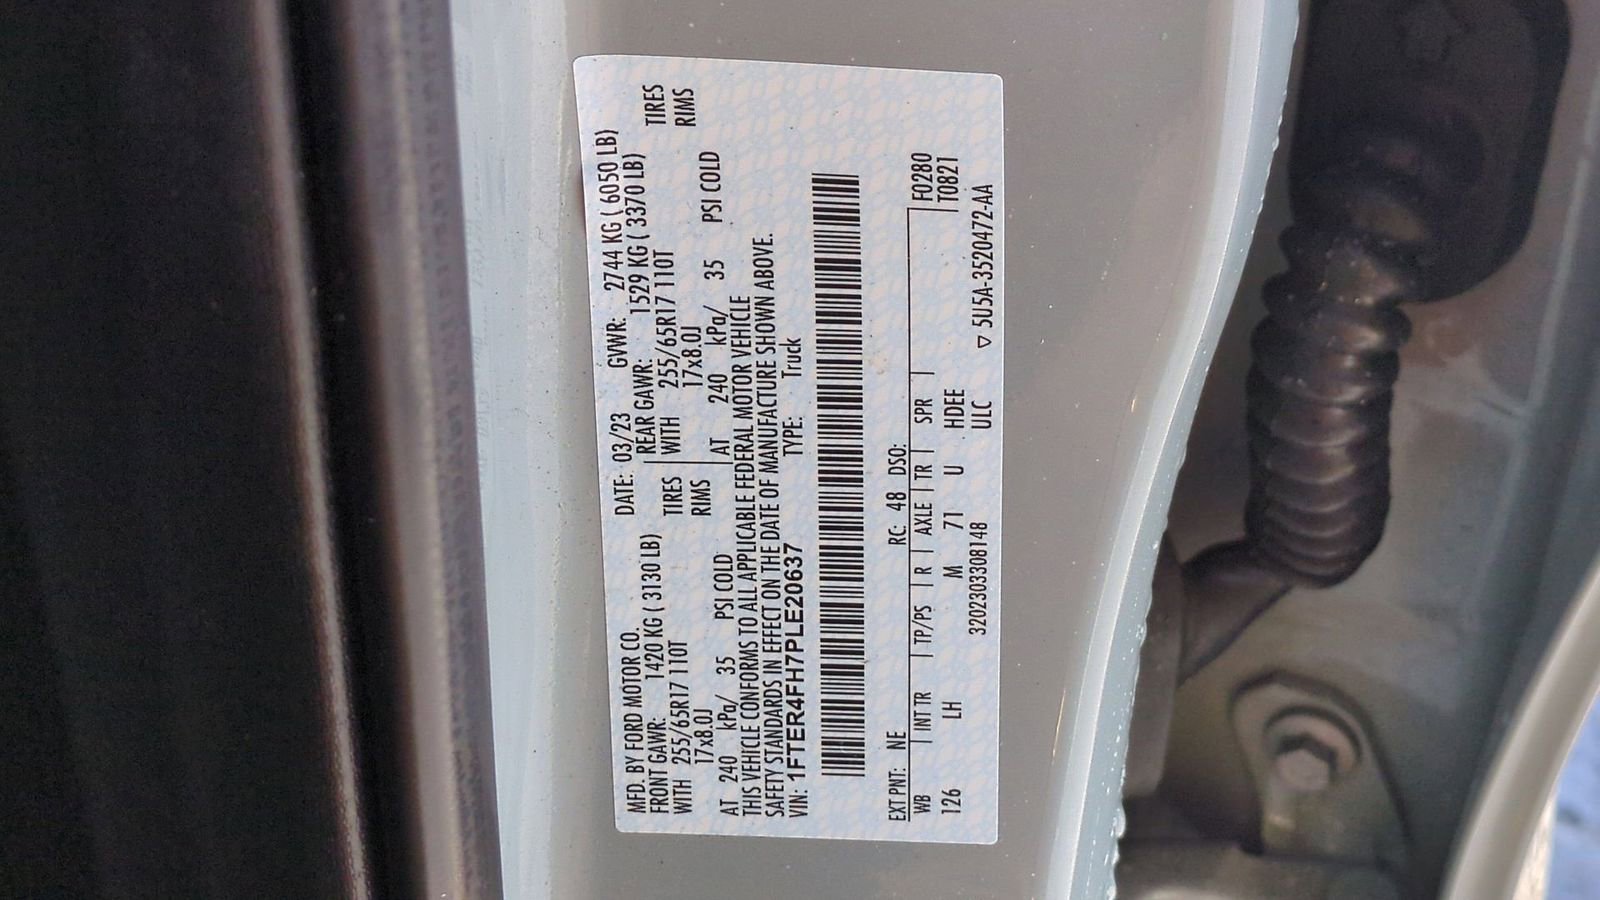 MFD. BY FORD MOTOR CO.
DATE: 03/23 GVWR: 2744 KG ( 6050 LB)
FRONT GAWR: 1420 KG ( 3130 LB) REAR GAWR: 1529 KG ( 3370 LB)
WITH 255/65R17 110T TIRES WITH 255/65R17 110T TIRES
17x8.0J RIMS 17x8.0J RIMS
AT 240 kPa/ 35 PSI COLD AT 240 kPa/ 35 PSI COLD
THIS VEHICLE CONFORMS TO ALL APPLICABLE FEDERAL MOTOR VEHICLE
SAFETY STANDARDS IN EFFECT ON THE DATE OF MANUFACTURE SHOWN ABOVE.
VIN: 1FTER4FH7PLE20637 TYPE: Truck
EXT PNT: NE RC: 48 DSO: F0280
WB | INT TR | TP/PS | R | AXLE | TR | SPR | T0821
126 LH M 71 U HDEE
3202303308148 ULC ▽ 5U5A-3520472-AA